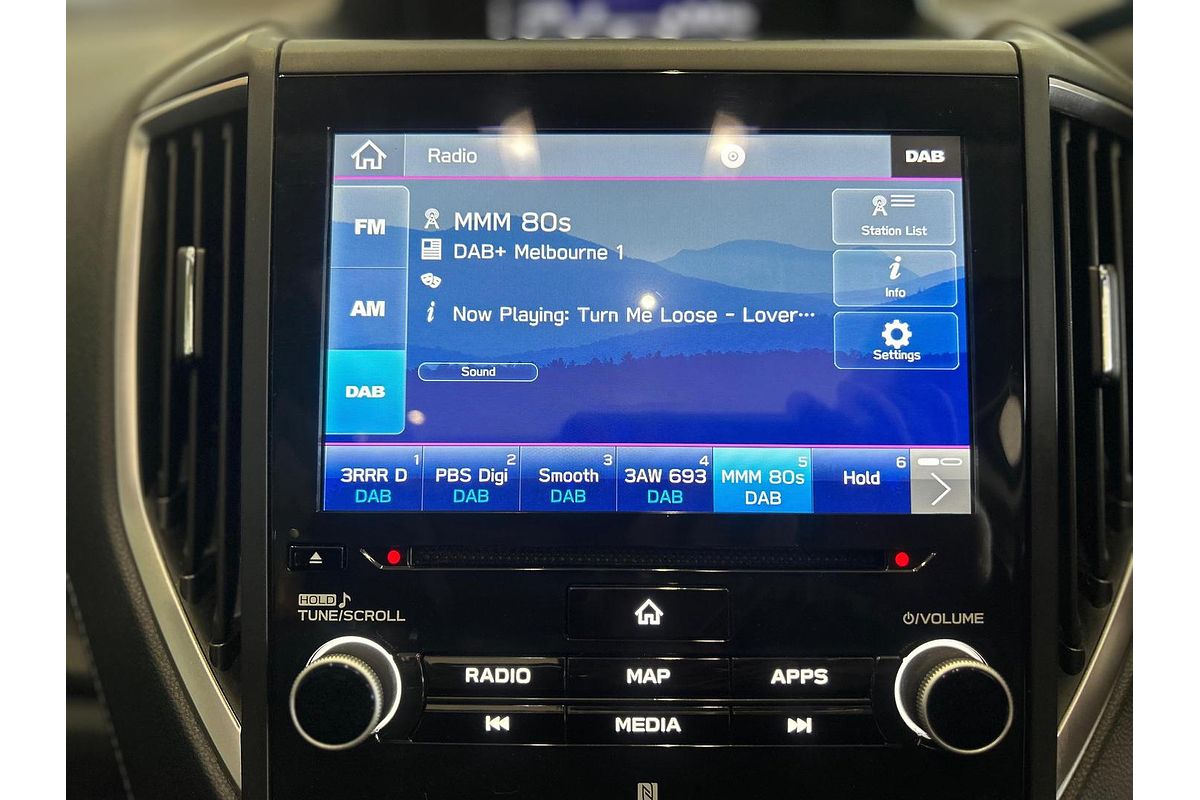 Radio
DAB
FM
AM
DAB
MMM 80s
DAB+ Melbourne 1
i Now Playing: Turn Me Loose - Lover...
Sound
Station List
i
Info
Settings
3RRR D 1
DAB
PBS Digi 2
DAB
Smooth 3
DAB
3AW 693 4
DAB
MMM 80s 5
DAB
Hold 6
HOLD
TUNE/SCROLL
/VOLUME
RADIO
MAP
APPS
MEDIA